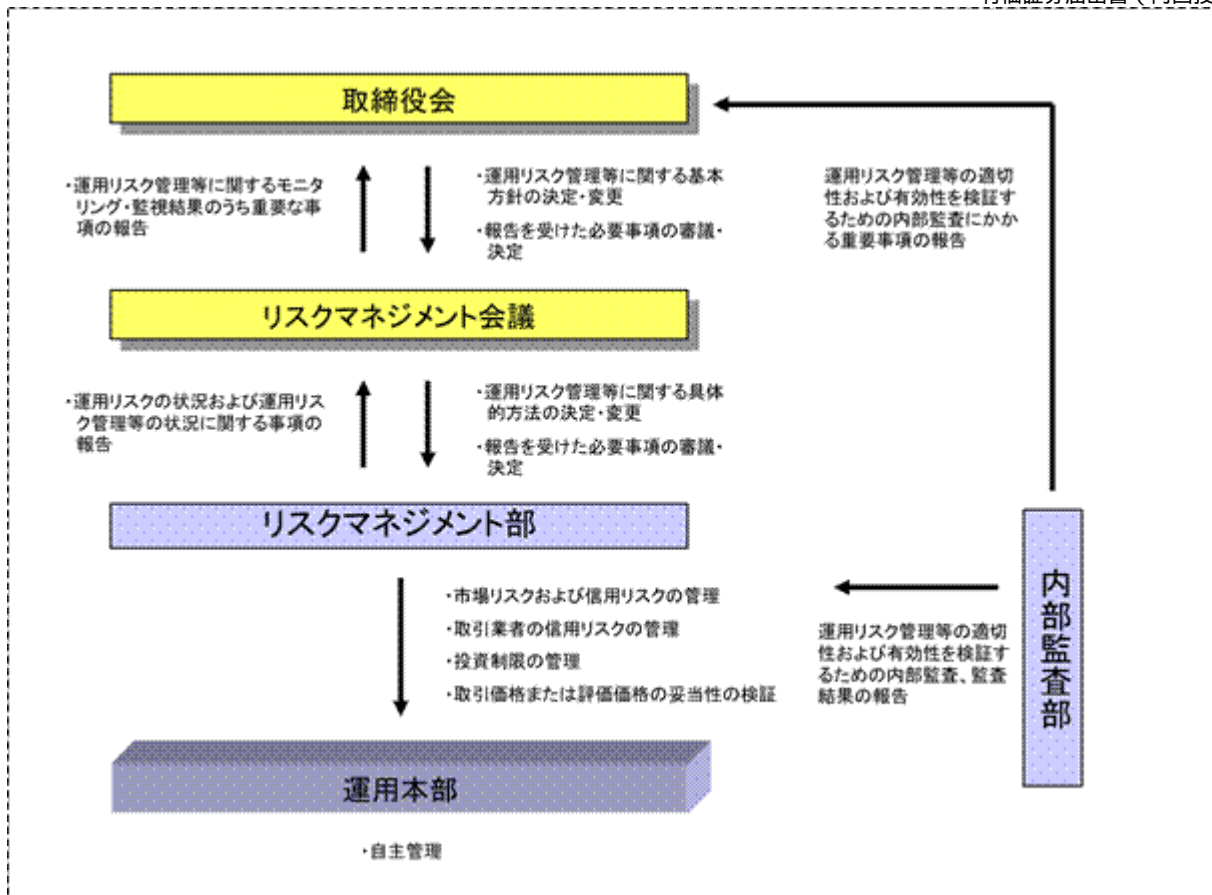 取締役会
・運用リスク管理等に関するモニタ
リング・監視結果のうち重要な事
項の報告
・運用リスク管理等に関する基本
方針の決定・変更
・報告を受けた必要事項の審議・
決定
運用リスク管理等の適切
性および有効性を検証す
るための内部監査にかか
る重要事項の報告
リスクマネジメント会議
・運用リスクの状況および運用リス
ク管理等の状況に関する事項の
報告
・運用リスク管理等に関する具体
的方法の決定・変更
・報告を受けた必要事項の審議・
決定
リスクマネジメント部
・市場リスクおよび信用リスクの管理
・取引業者の信用リスクの管理
・投資制限の管理
・取引価格または評価価格の妥当性の検証
運用リスク管理等の適切
性および有効性を検証す
るための内部監査、監査
結果の報告
内部監査部
運用本部
・自主管理